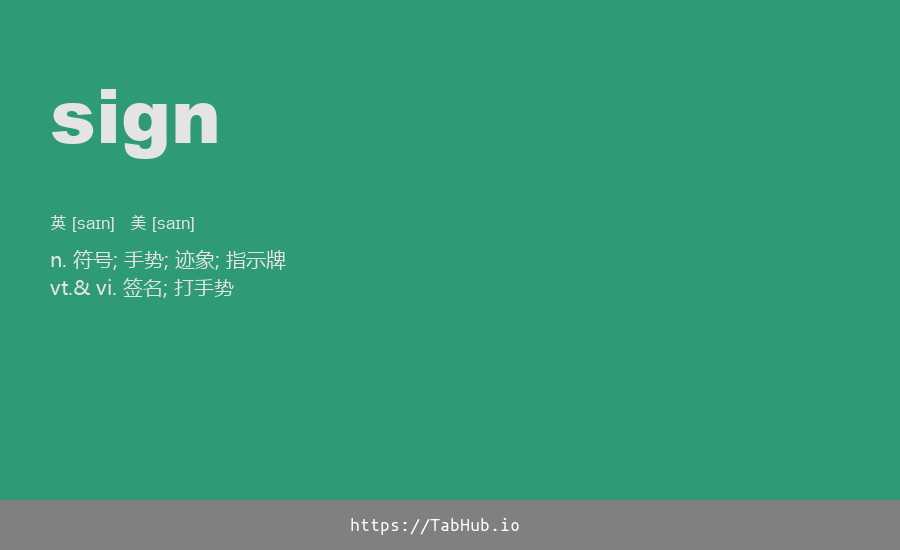 sign
英 [saɪn] 美 [saɪn]
n. 符号; 手势; 迹象; 指示牌
vt.& vi. 签名; 打手势
https://TabHub.io